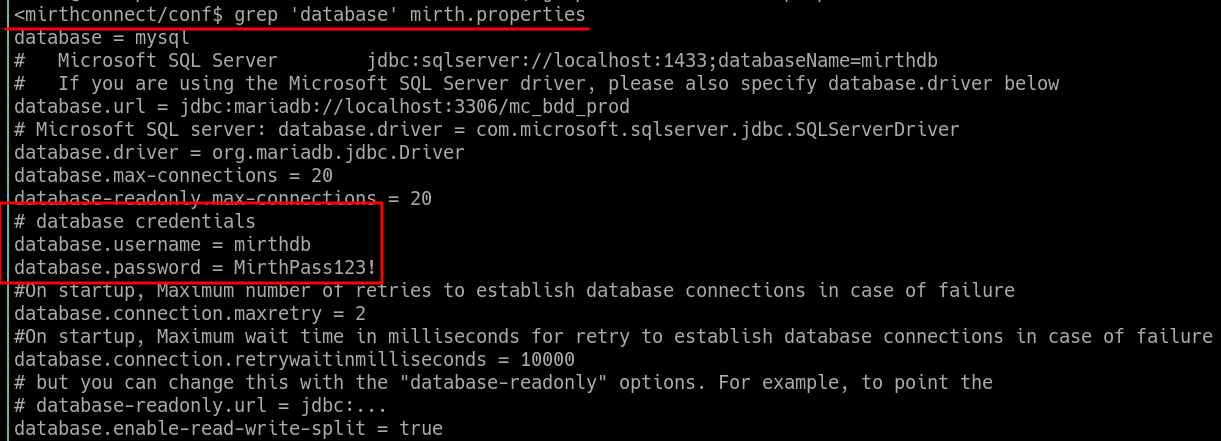 <mirthconnect/conf$ grep 'database' mirth.properties
database = mysql
#   Microsoft SQL Server        jdbc:sqlserver://localhost:1433;databaseName=mirthdb
#   If you are using the Microsoft SQL Server driver, please also specify database.driver below
database.url = jdbc:mariadb://localhost:3306/mc_bdd_prod
# Microsoft SQL server: database.driver = com.microsoft.sqlserver.jdbc.SQLServerDriver
database.driver = org.mariadb.jdbc.Driver
database.max-connections = 20
database-readonly.max-connections = 20
# database credentials
database.username = mirthdb
database.password = MirthPass123!
#On startup, Maximum number of retries to establish database connections in case of failure
database.connection.maxretry = 2
#On startup, Maximum wait time in milliseconds for retry to establish database connections in case of failure
database.connection.retrywaitinmilliseconds = 10000
# but you can change this with the "database-readonly" options. For example, to point the
# database-readonly.url = jdbc:...
database.enable-read-write-split = true